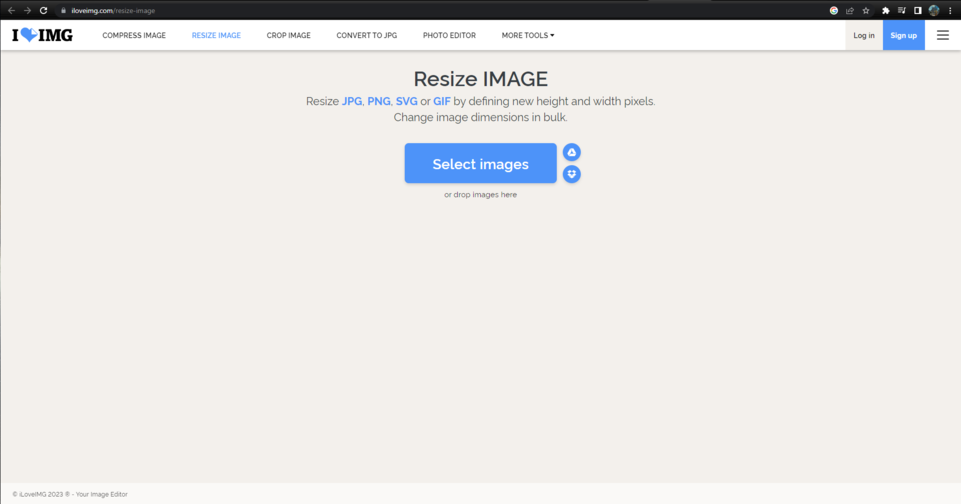 iloveimg.com/resize-image
I IMG
COMPRESS IMAGE
RESIZE IMAGE
CROP IMAGE
CONVERT TO JPG
PHOTO EDITOR
MORE TOOLS
Log in
Sign up
Resize IMAGE
Resize JPG, PNG, SVG or GIF by defining new height and width pixels.
Change image dimensions in bulk.
Select images
or drop images here
© iLoveIMG 2023 ® - Your Image Editor